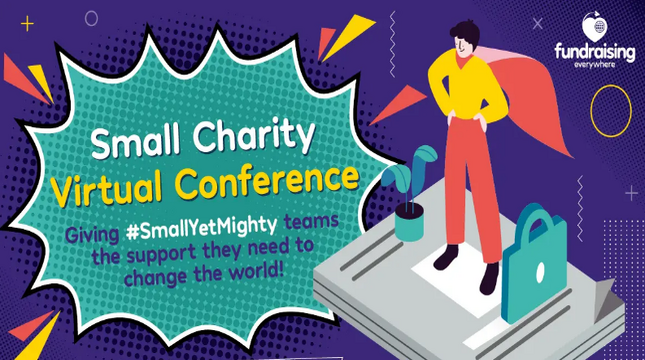 Small Charity
Virtual Conference
Giving #SmallYetMighty teams
the support they need to
change the world!
fundraising
everywhere